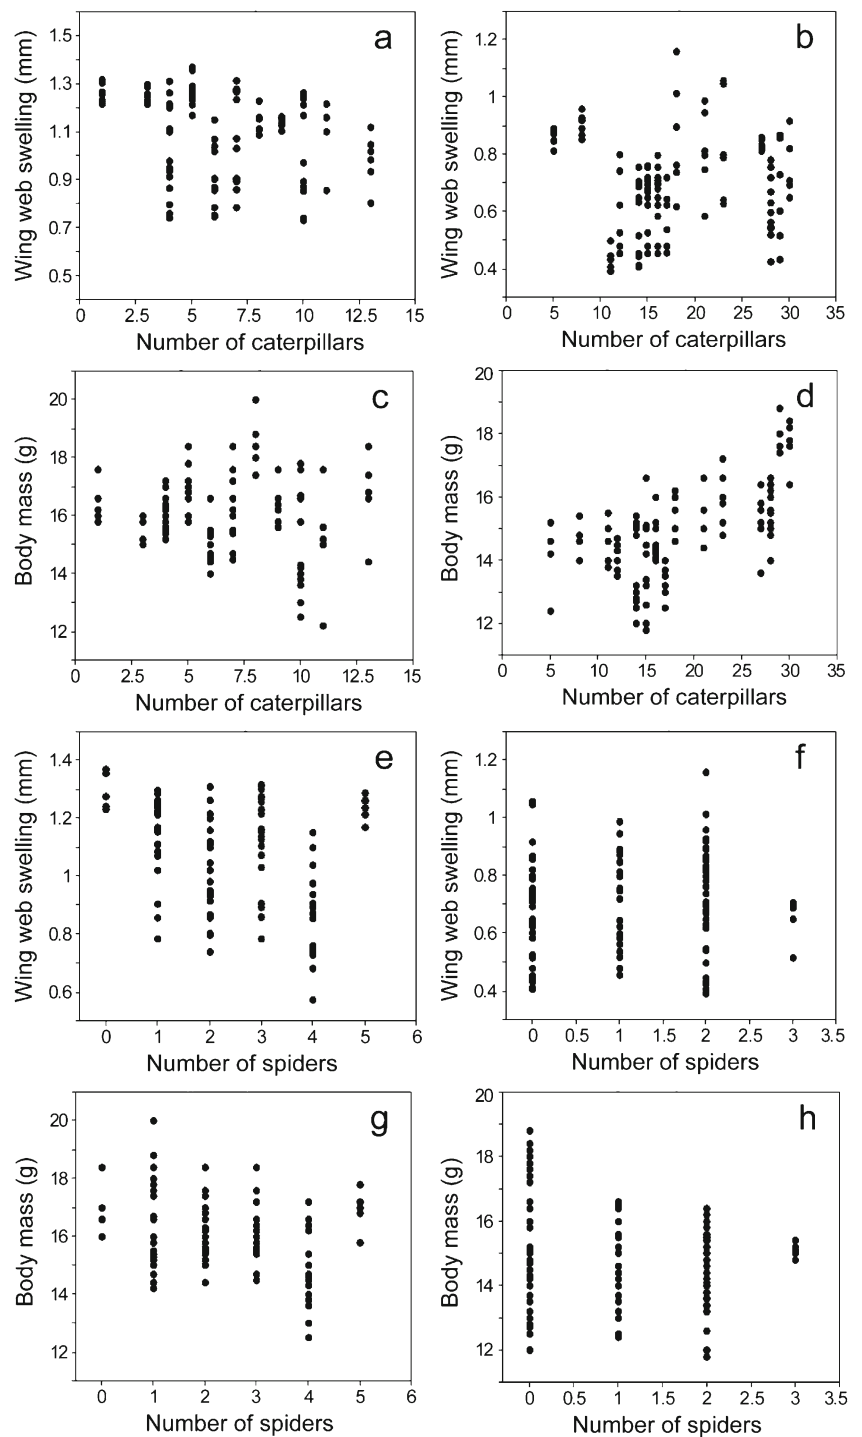 a
Wing web swelling (mm)
1.5
1.3
1.1
0.9
0.7
0.5
0 2.5 5 7.5 10 12.5 15
Number of caterpillars
b
Wing web swelling (mm)
1.2
1
0.8
0.6
0.4
0 5 10 15 20 25 30 35
Number of caterpillars
c
Body mass (g)
20
18
16
14
12
0 2.5 5 7.5 10 12.5 15
Number of caterpillars
d
Body mass (g)
20
18
16
14
12
0 5 10 15 20 25 30 35
Number of caterpillars
e
Wing web swelling (mm)
1.4
1.2
1
0.8
0.6
0 1 2 3 4 5 6
Number of spiders
f
Wing web swelling (mm)
1.2
1
0.8
0.6
0.4
0 0.5 1 1.5 2 2.5 3 3.5
Number of spiders
g
Body mass (g)
20
18
16
14
12
0 1 2 3 4 5 6
Number of spiders
h
Body mass (g)
20
18
15
14
12
0 0.5 1 1.5 2 2.5 3 3.5
Number of spiders